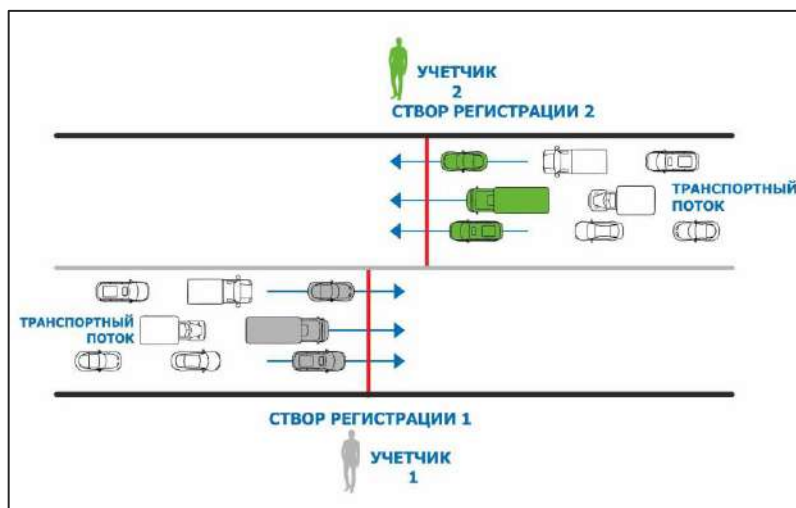 УЧЕТЧИК
2
СТВОР РЕГИСТРАЦИИ 2
ТРАНСПОРТНЫЙ
ПОТОК
ТРАНСПОРТНЫЙ
ПОТОК
СТВОР РЕГИСТРАЦИИ 1
УЧЕТЧИК
1